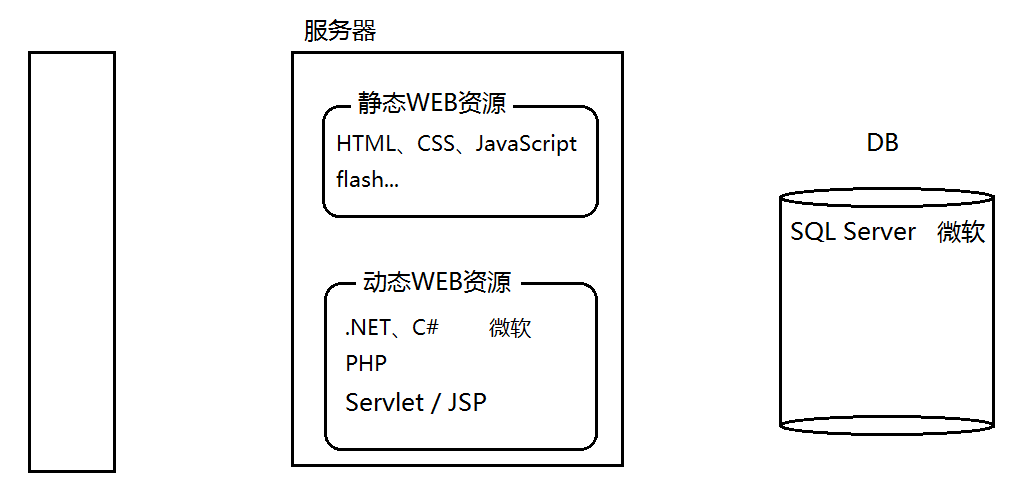 服务器
静态WEB资源
HTML、CSS、JavaScript
flash...
动态WEB资源
.NET、C# 微软
PHP
Servlet / JSP
DB
SQL Server 微软